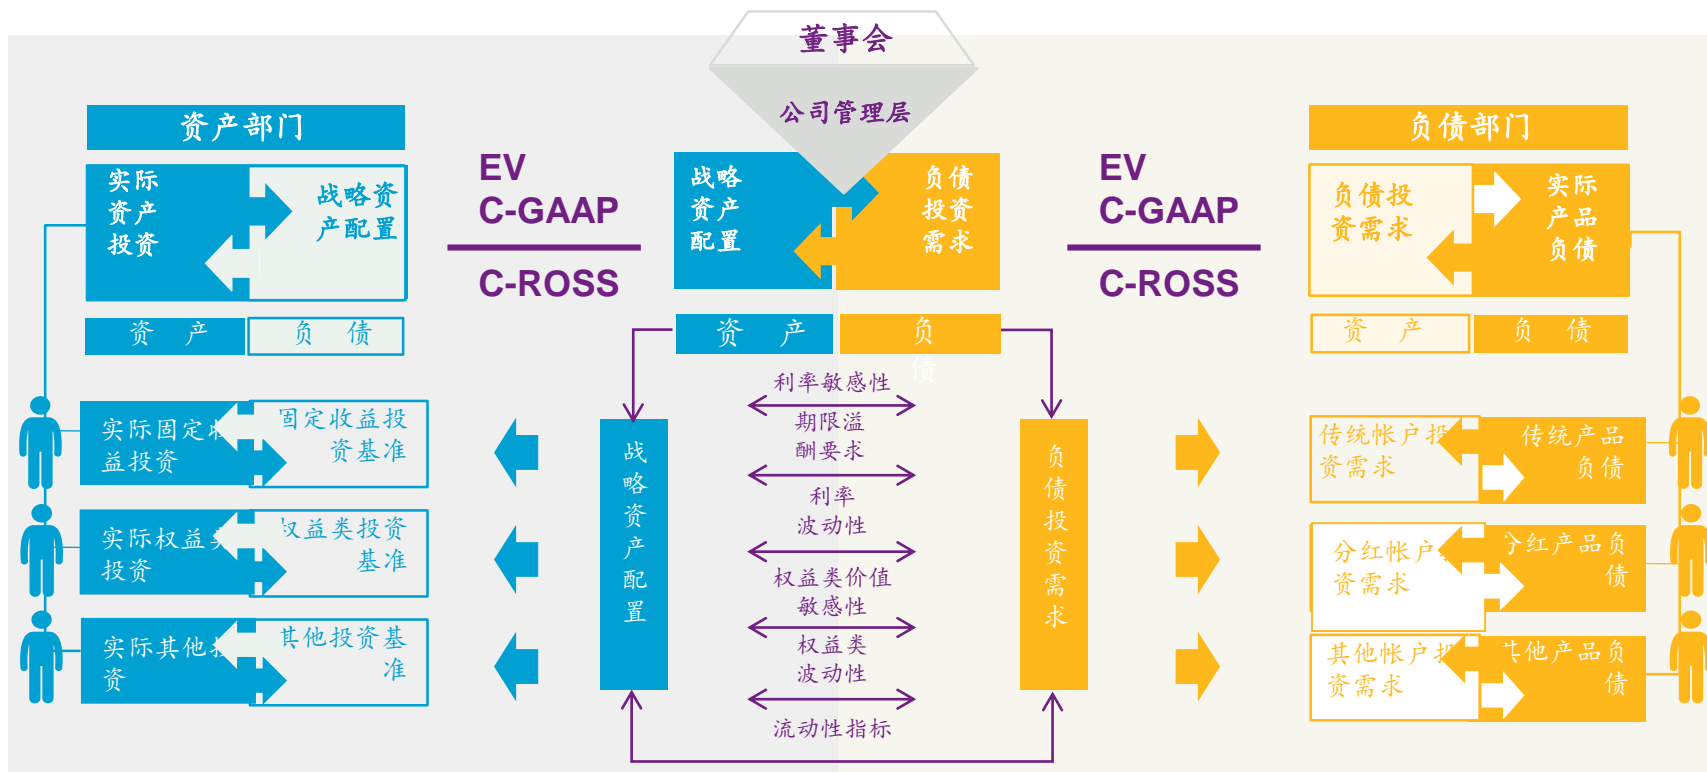 董事会
公司管理层
资产部门
实际
资产
投资
战略资
产配置
资 产
负 债
EV
C-GAAP
C-ROSS
战略
资产
配置
负债
投资
需求
资 产
负
债
EV
C-GAAP
C-ROSS
负债部门
负债投
资需求
实际
产品
负债
资 产
负 债
实际固定收
益投资
固定收益投
资基准
实际权益类
投资
权益类投资
基准
实际其他投
资
其他投资基
准
战略资产配置
利率敏感性
期限溢
酬要求
利率
波动性
权益类价值
敏感性
权益类
波动性
流动性指标
负债投资需求
传统帐户投
资需求
传统产品
负债
分红帐户
资需求
分红产品负
债
其他帐户投
资需求
其他产品负
债